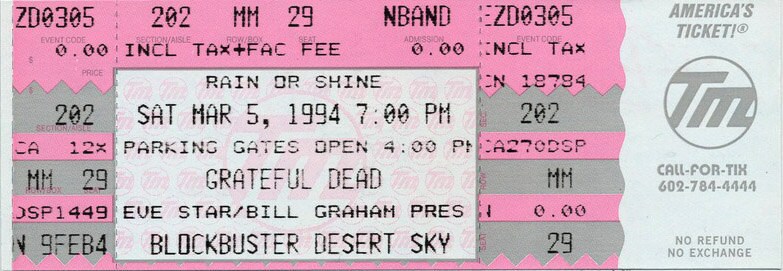 EZD0305 202 MM 29 NBAND EZD0305
EVENT CODE SECTION/AISLE ROW/BOX SEAT ADMISSION EVENT CODE
$ 0.00 INCL TAX+FAC FEE 0.00 INCL TAX
PRICE
RAIN OR SHINE
CN 18784
202 SAT MAR 5, 1994 7:00 PM 202
SECTION/AISLE
CA 12X PARKING GATES OPEN 4:00 PM CA270DSP
MM 29 GRATEFUL DEAD MM
DSP1449 EVE STAR/BILL GRAHAM PRES 0.00
9FEB4 BLOCKBUSTER DESERT SKY 29
AMERICA'S
TICKET!®
TM
CALL-FOR-TIX
602-784-4444
NO REFUND
NO EXCHANGE